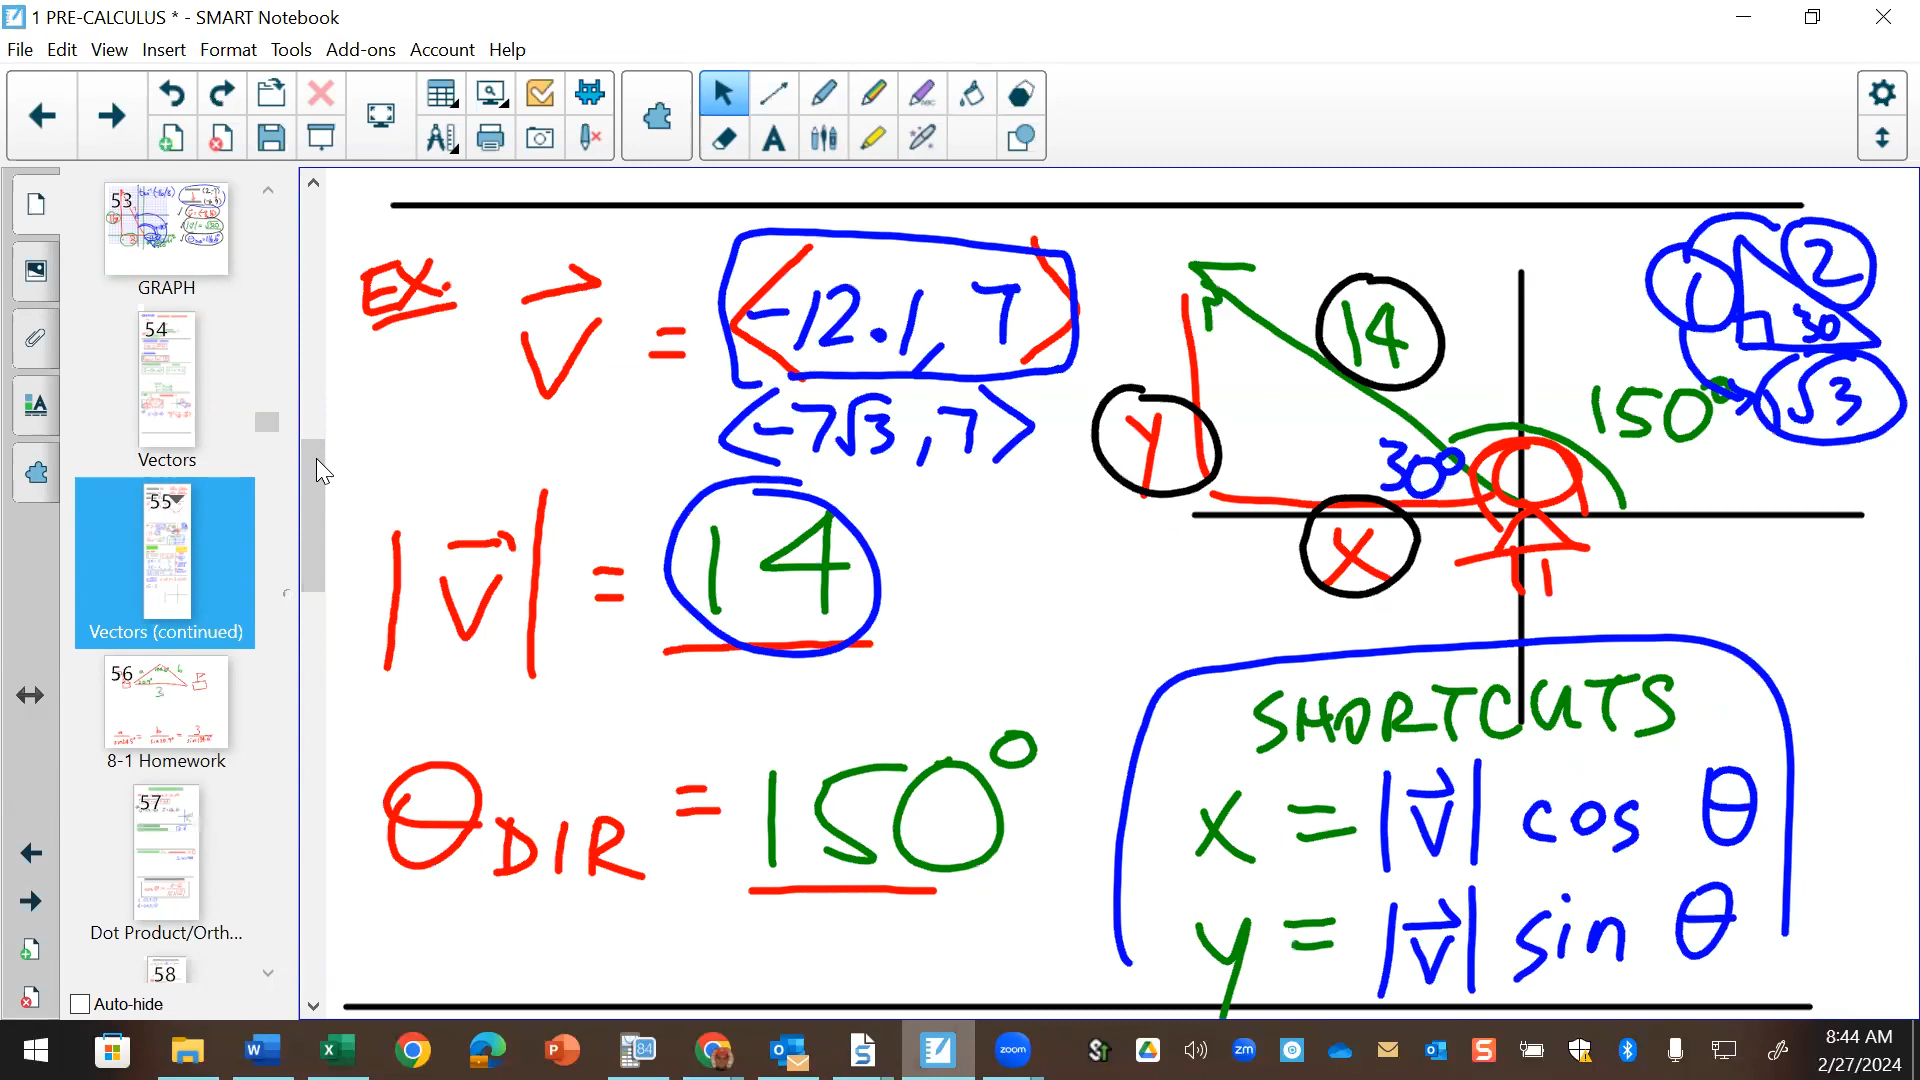 1 PRE-CALCULUS * - SMART Notebook
File Edit View Insert Format Tools Add-ons Account Help
53
GRAPH
54
Vectors
55
Vectors (continued)
56
8-1 Homework
57
Dot Product/Orth...
58
Auto-hide
EX. V = <-12.1, 7>
<-7√3, 7>
|V| = 14
θ DIR = 150°
14
y
x
30°
150°
1
2
30
√3
SHORTCUTS
x = |V| cos θ
y = |V| sin θ
8:44 AM
2/27/2024
zoom
84